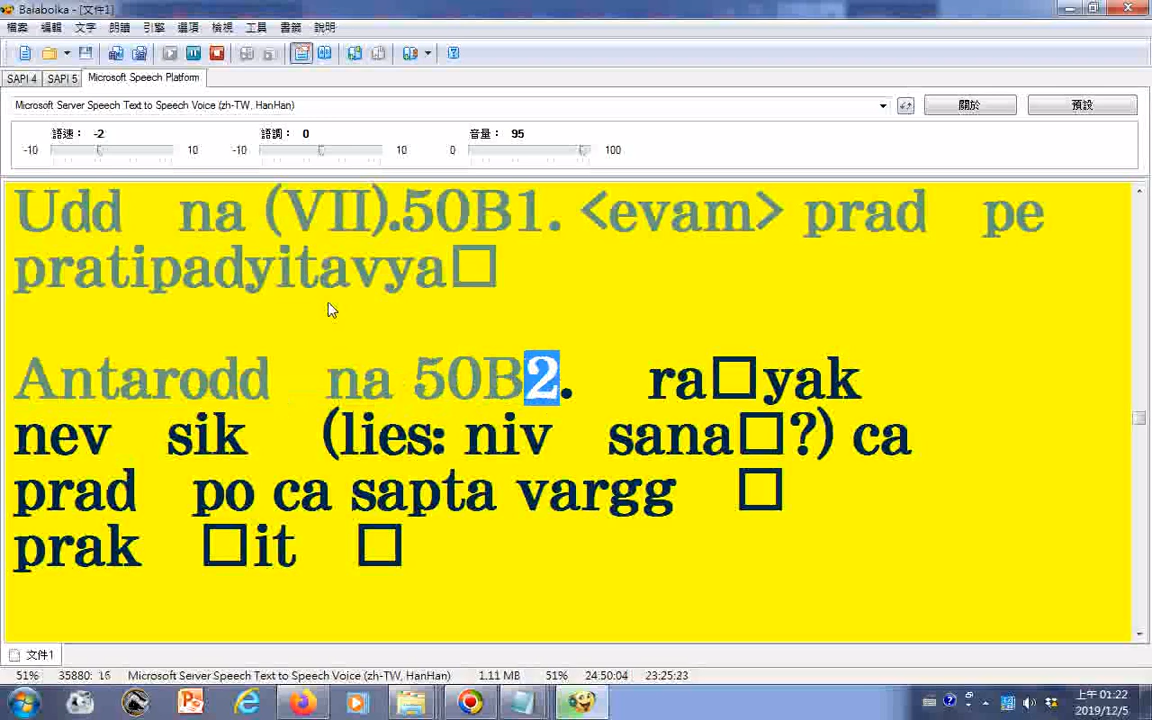 Balabolka - [文件1]
檔案 編輯 文字 朗讀 引擎 選項 檢視 工具 書籤 說明
SAPI 4 SAPI 5 Microsoft Speech Platform
Microsoft Server Speech Text to Speech Voice (zh-TW, HanHan) 關於 預設
語速： -2 語調： 0 音量： 95
-10 10 -10 10 0 100
Udd na (VII).50B1. <evam> prad pe
pratipadyitavya□
Antarodd na 50B2. ra□yak
nev sik (lies: niv sana□?) ca
prad po ca sapta vargg □
prak □it □
文件1
51% 35880: 16 Microsoft Server Speech Text to Speech Voice (zh-TW, HanHan) 1.11 MB 51% 24:50:04 23:25:23
上午 01:22
2019/12/5